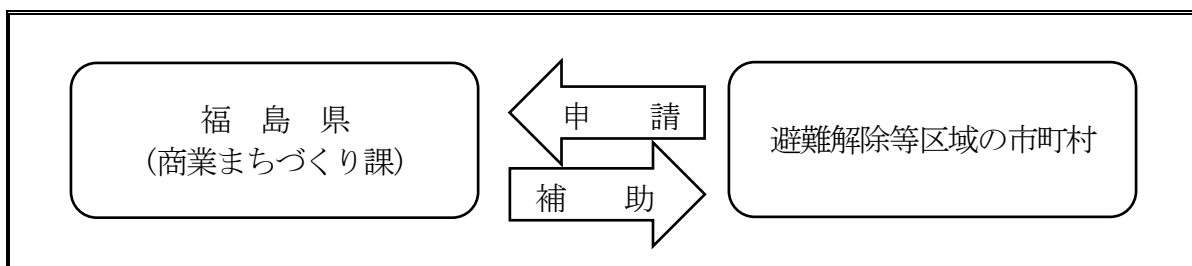 福　島　県
（商業まちづくり課）
申　　請
補　　助
避難解除等区域の市町村